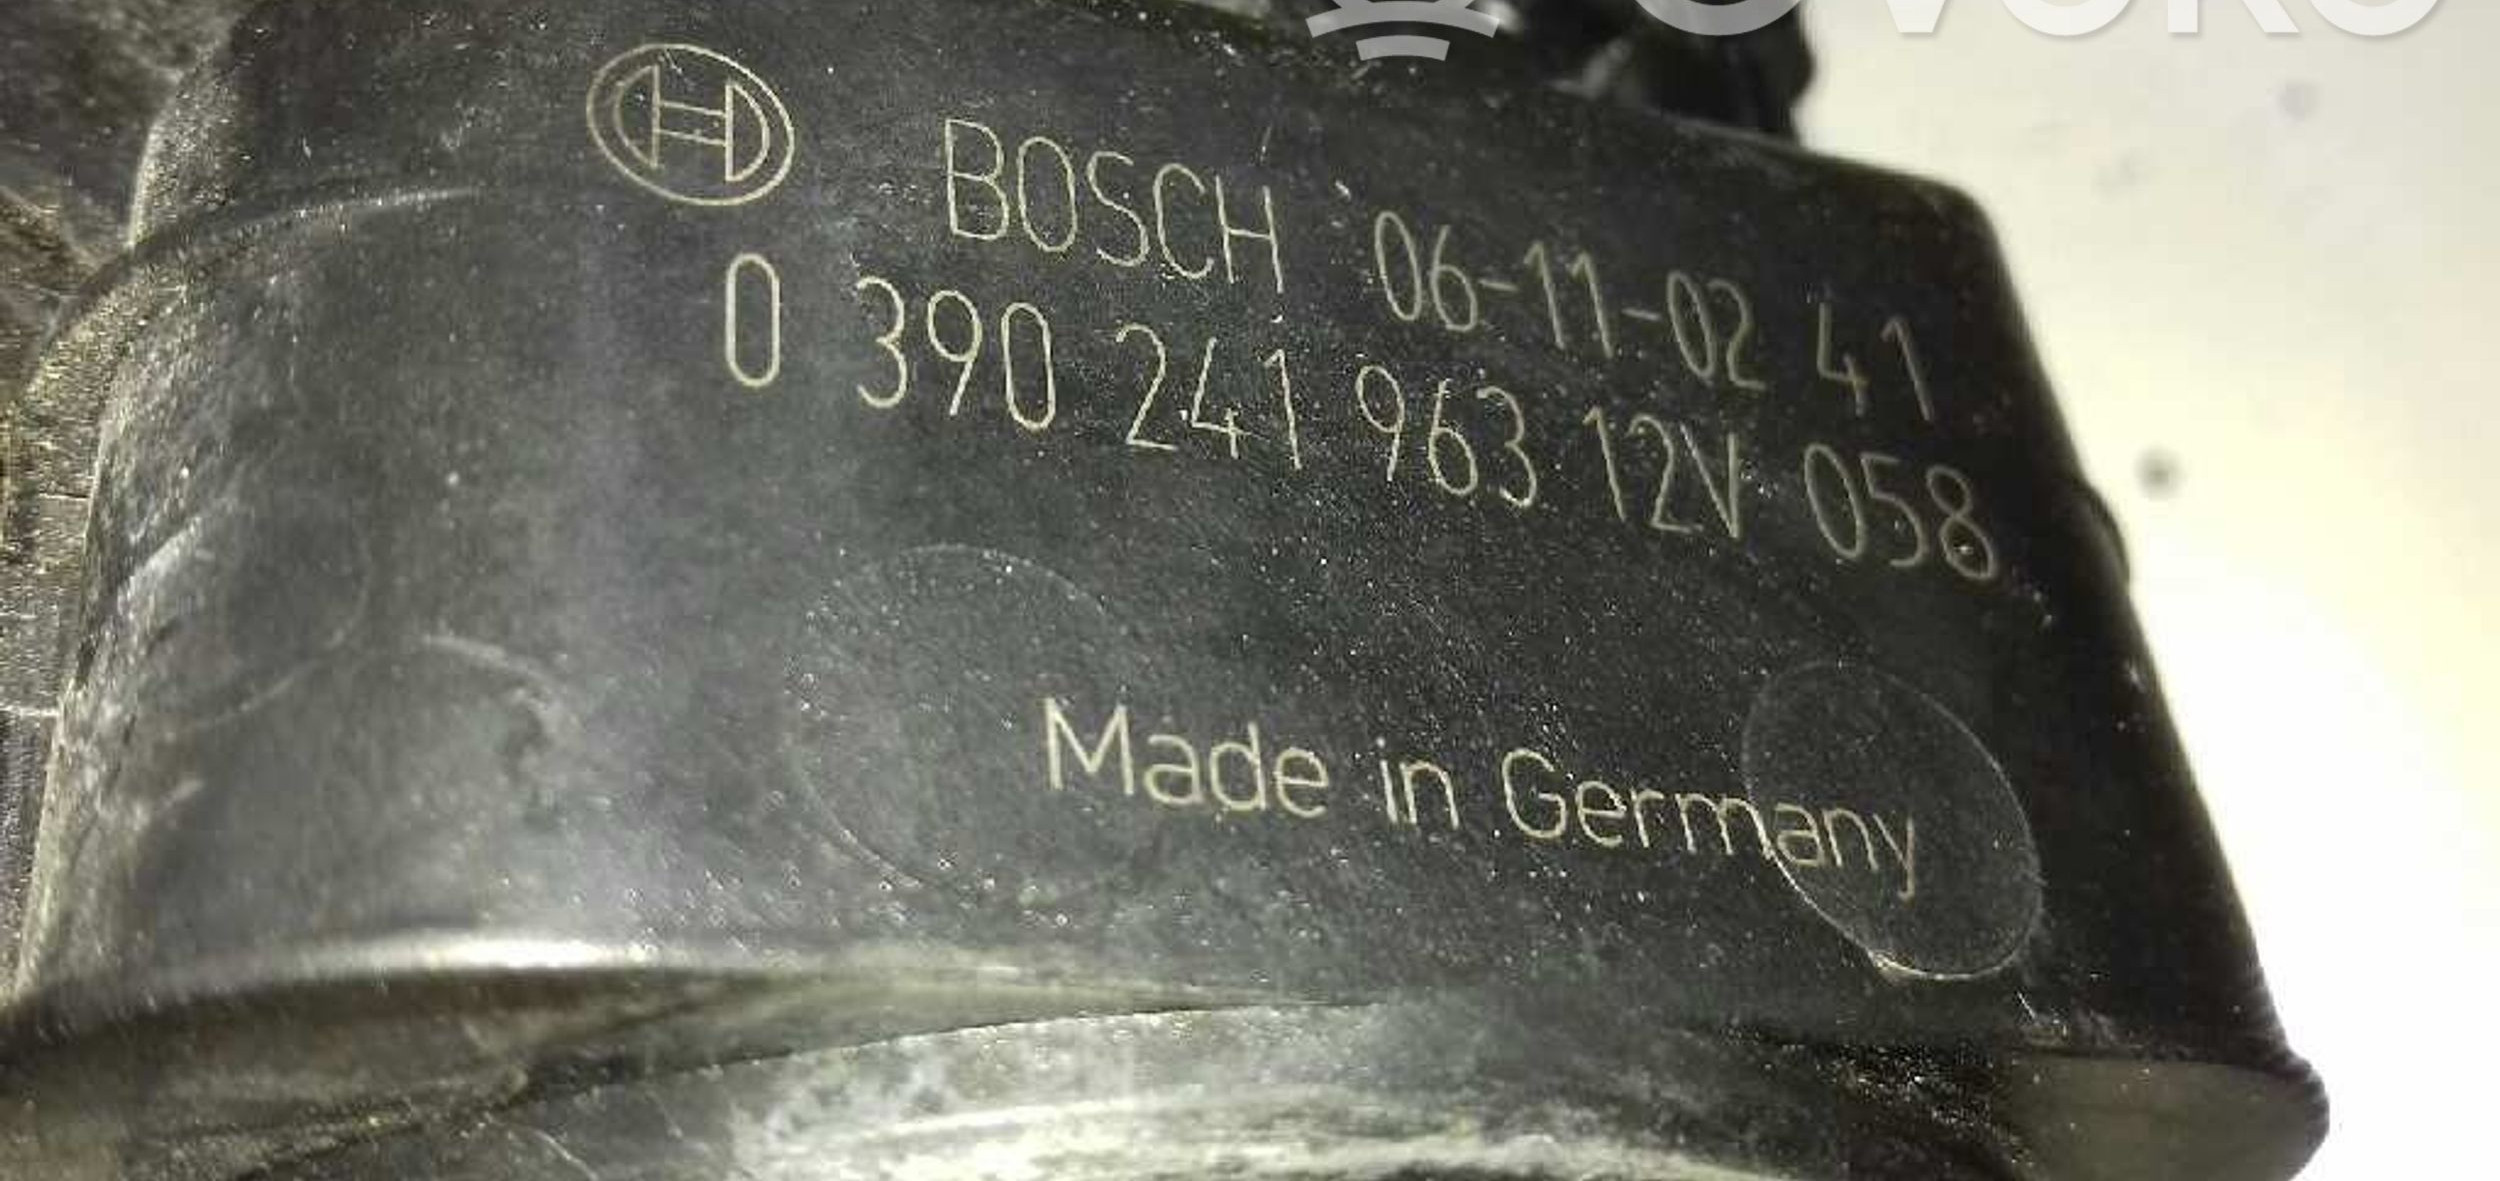 BOSCH 06-11-02 41
0 390 241 963 12V 058
Made in Germany